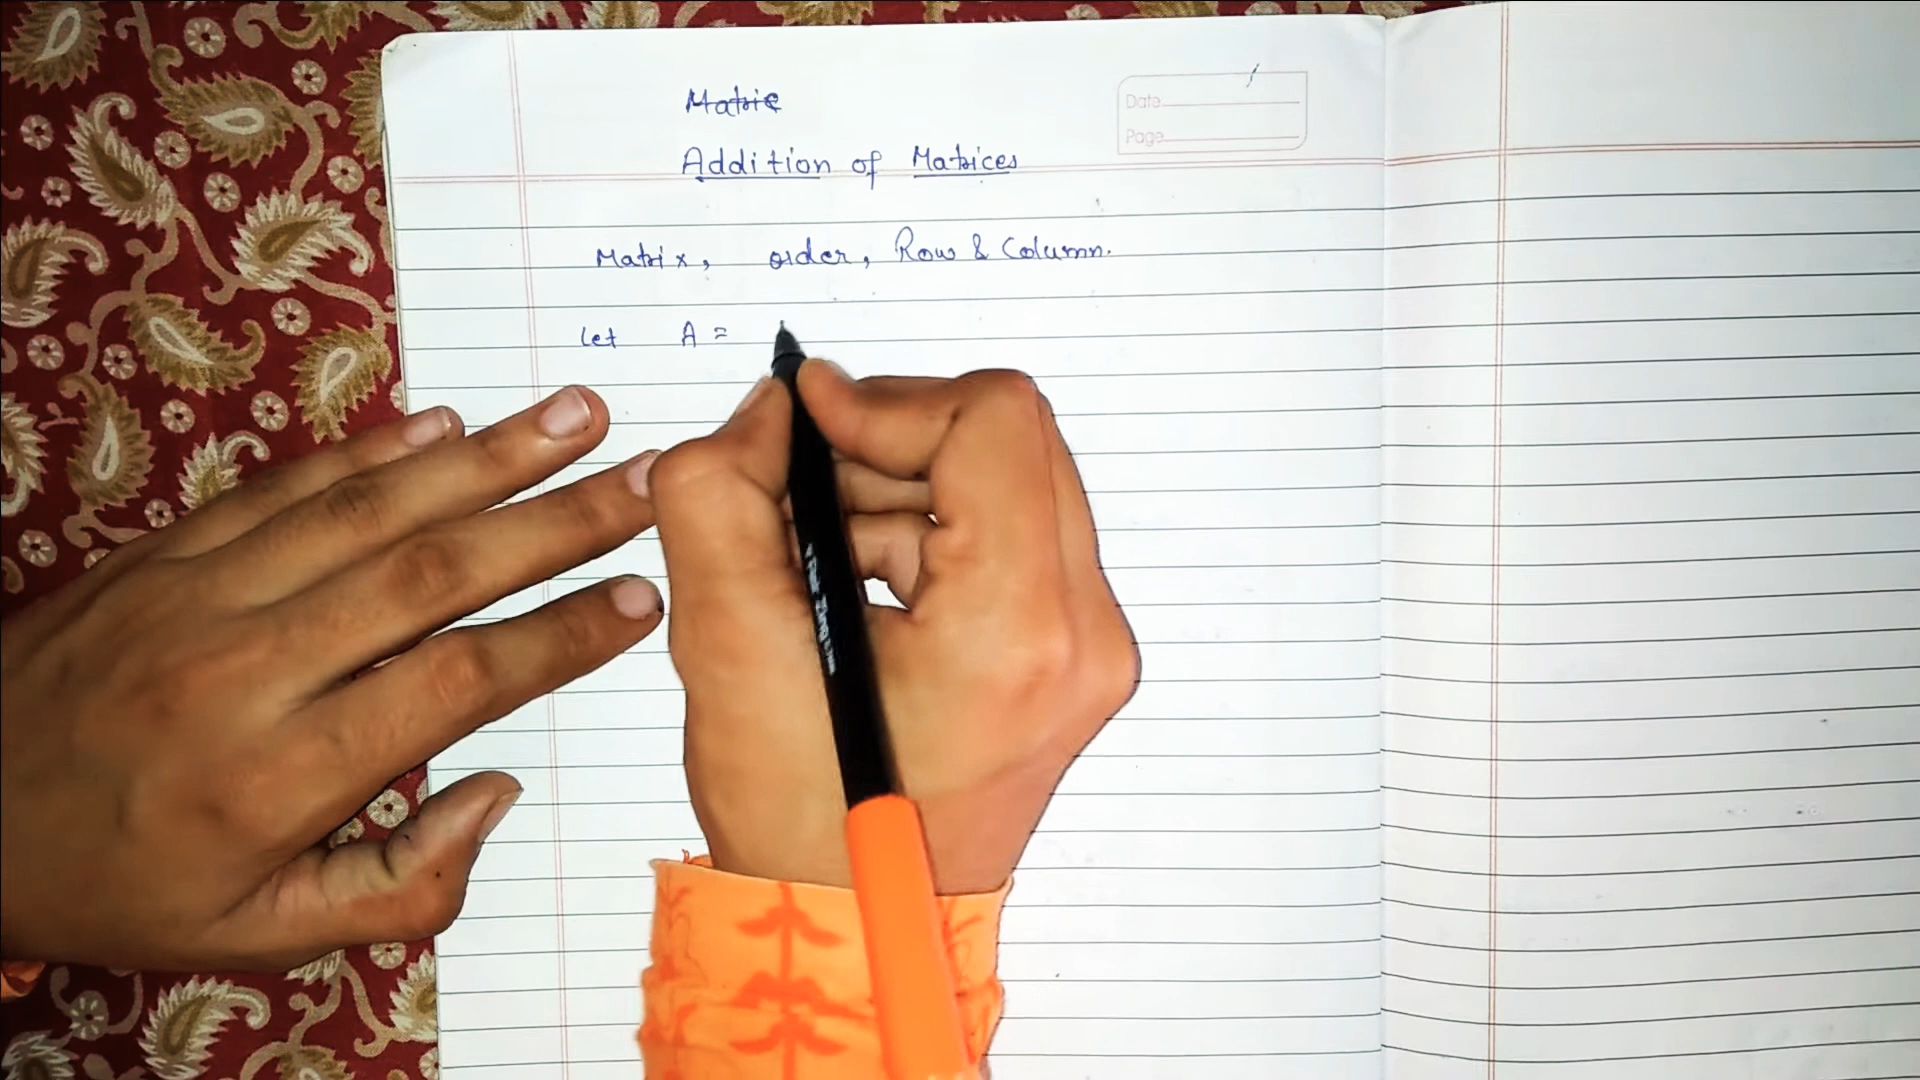 Matric
Date
Page
Addition of Matrices
Matrix, order, Row & Column.
Let A =